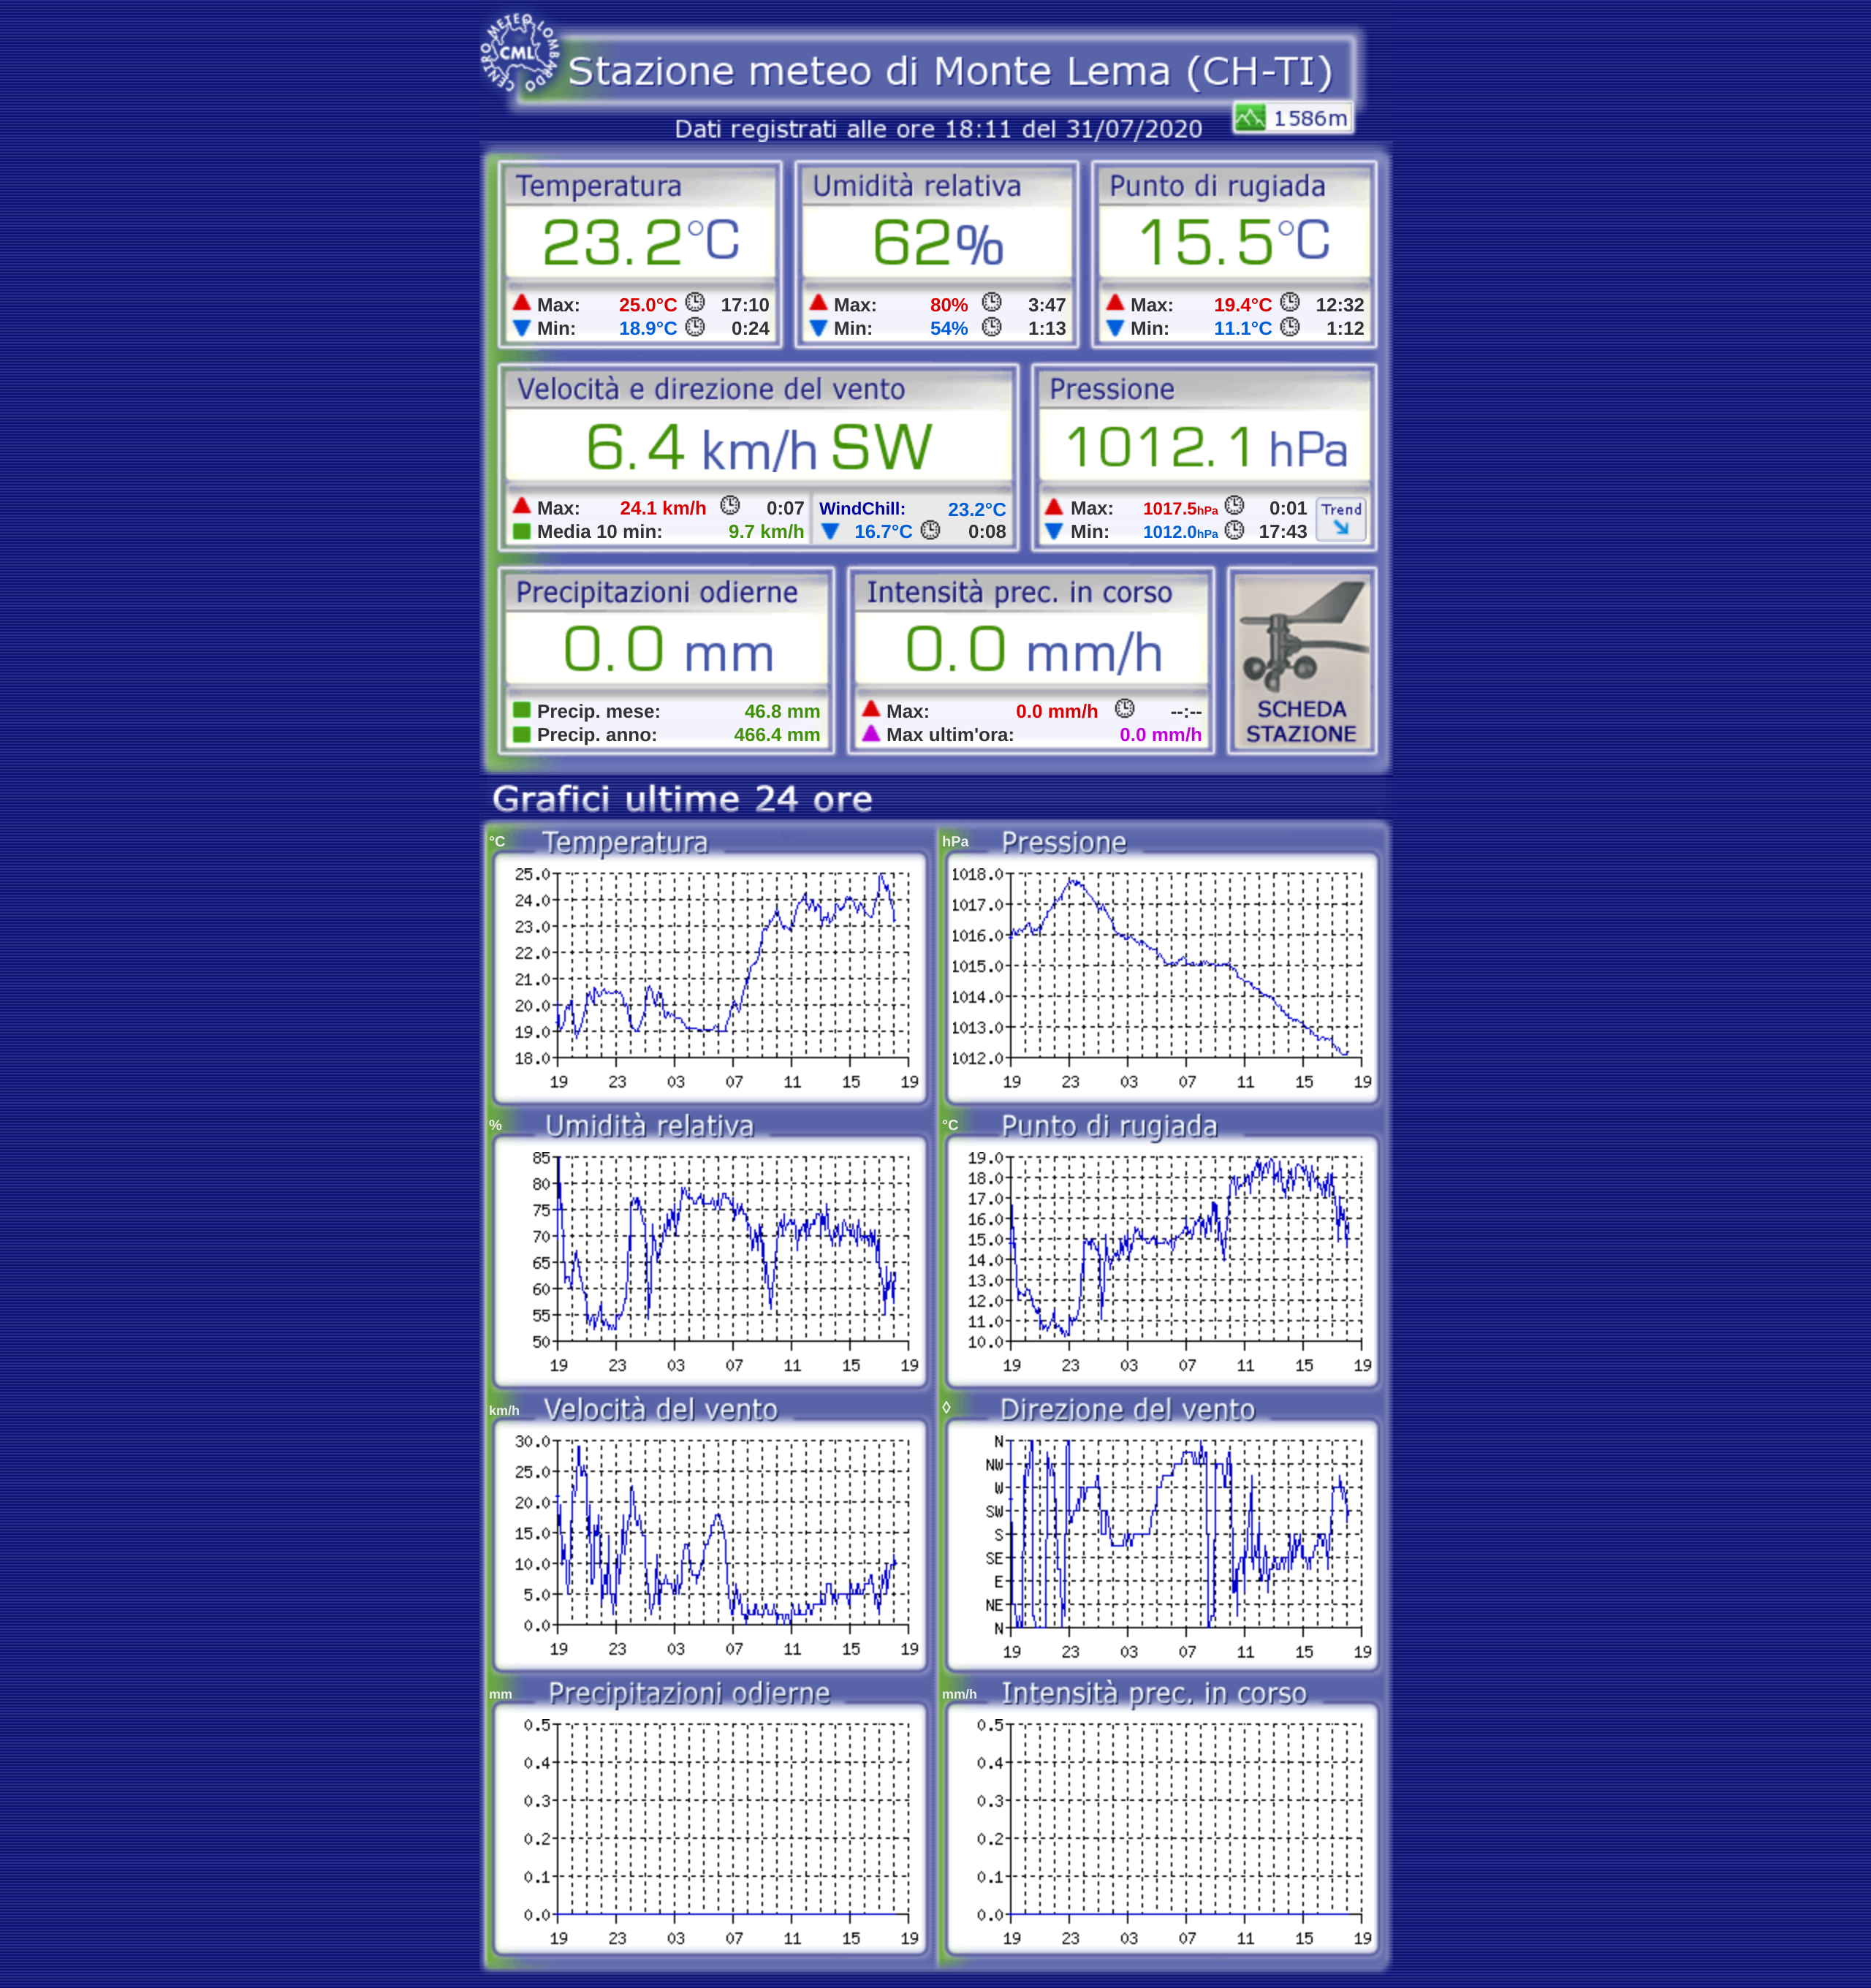 CENTRO METEO LOMBARDO
CML
Stazione meteo di Monte Lema (CH-TI)
1586m
Dati registrati alle ore 18:11 del 31/07/2020
Temperatura Umidità relativa Punto di rugiada
23.2°C 62% 15.5°C
Max: 25.0°C 17:10 Max: 80% 3:47 Max: 19.4°C 12:32
Min: 18.9°C 0:24 Min: 54% 1:13 Min: 11.1°C 1:12
Velocità e direzione del vento Pressione
6.4 km/h SW 1012.1 hPa
Max: 24.1 km/h 0:07 WindChill: 23.2°C Max: 1017.5hPa 0:01 Trend
Media 10 min: 9.7 km/h 16.7°C 0:08 Min: 1012.0hPa 17:43
Precipitazioni odierne Intensità prec. in corso
0.0 mm 0.0 mm/h
Precip. mese: 46.8 mm Max: 0.0 mm/h --:-- SCHEDA
Precip. anno: 466.4 mm Max ultim'ora: 0.0 mm/h STAZIONE
Grafici ultime 24 ore
°C Temperatura
25.0
24.0
23.0
22.0
21.0
20.0
19.0
18.0
19 23 03 07 11 15 19
hPa Pressione
1018.0
1017.0
1016.0
1015.0
1014.0
1013.0
1012.0
19 23 03 07 11 15 19
% Umidità relativa
85
80
75
70
65
60
55
50
19 23 03 07 11 15 19
°C Punto di rugiada
19.0
18.0
17.0
16.0
15.0
14.0
13.0
12.0
11.0
10.0
19 23 03 07 11 15 19
km/h Velocità del vento
30.0
25.0
20.0
15.0
10.0
5.0
0.0
19 23 03 07 11 15 19
◊ Direzione del vento
N
NW
W
SW
S
SE
E
NE
N
19 23 03 07 11 15 19
mm Precipitazioni odierne
0.5
0.4
0.3
0.2
0.1
0.0
19 23 03 07 11 15 19
mm/h Intensità prec. in corso
0.5
0.4
0.3
0.2
0.1
0.0
19 23 03 07 11 15 19